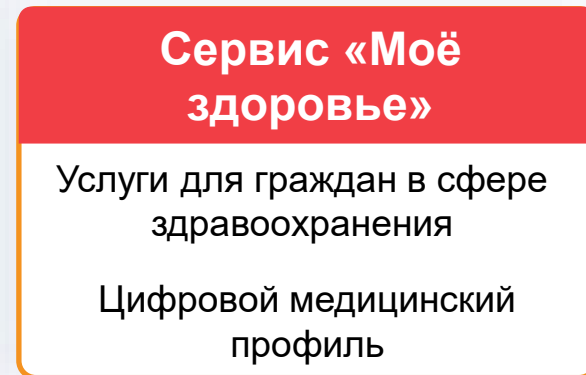 Сервис «Моё
здоровье»
Услуги для граждан в сфере
здравоохранения
Цифровой медицинский
профиль